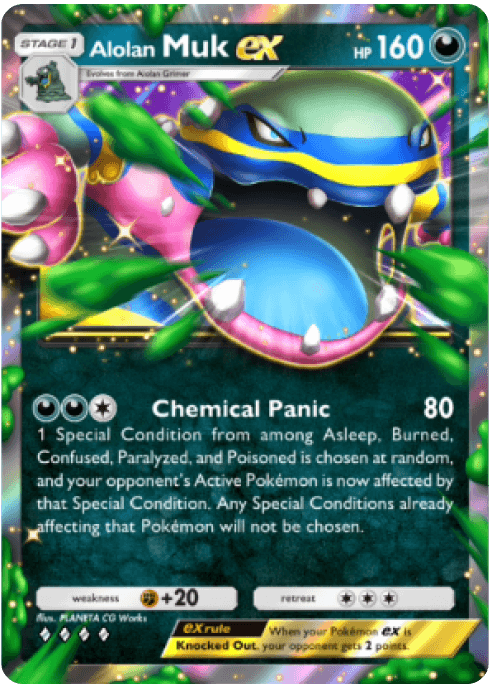 STAGE 1 Alolan Muk ex HP 160
Evolves from Alolan Grimer
Chemical Panic 80
1 Special Condition from among Asleep, Burned,
Confused, Paralyzed, and Poisoned is chosen at random,
and your opponent's Active Pokémon is now affected by
that Special Condition. Any Special Conditions already
affecting that Pokémon will not be chosen.
weakness +20 retreat
Illus. PLANETA CG Works
ex rule When your Pokémon ex is
Knocked Out, your opponent gets 2 points.